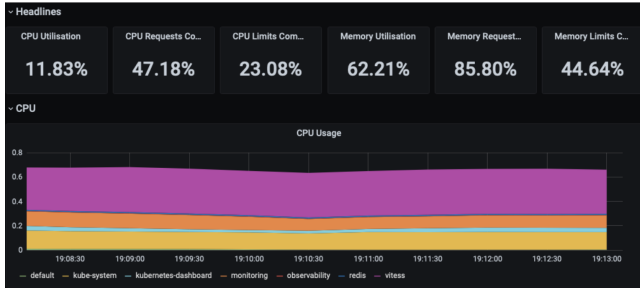 Headlines
CPU Utilisation
11.83%
CPU Requests Co...
47.18%
CPU Limits Com...
23.08%
Memory Utilisation
62.21%
Memory Request...
85.80%
Memory Limits C...
44.64%
CPU
CPU Usage
0.8
0.6
0.4
0.2
0
19:08:30 19:09:00 19:09:30 19:10:00 19:10:30 19:11:00 19:11:30 19:12:00 19:12:30 19:13:00
default kube-system kubernetes-dashboard monitoring observability redis vitess